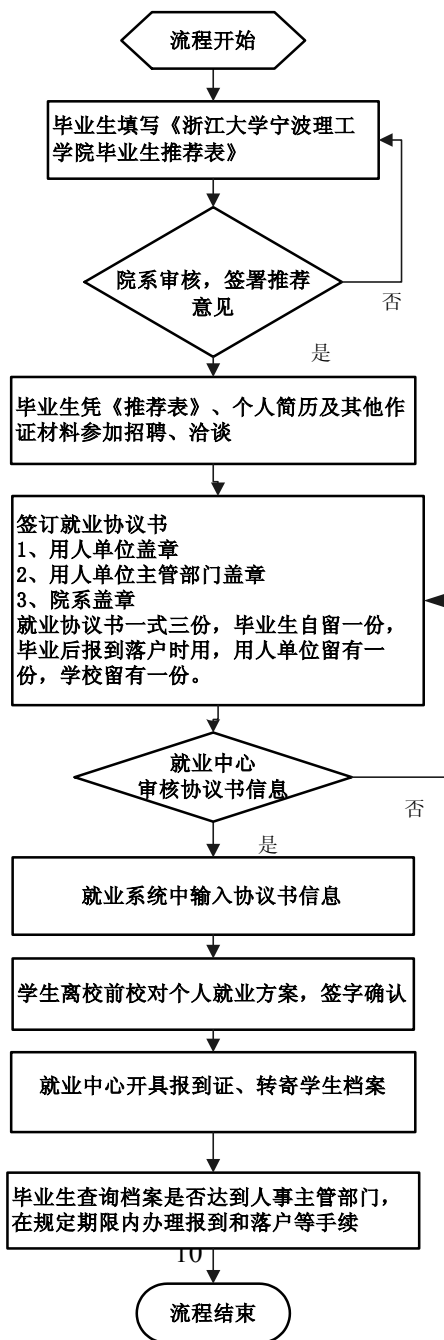 流程开始
毕业生填写《浙江大学宁波理工
学院毕业生推荐表》
院系审核，签署推荐
意见
否
是
毕业生凭《推荐表》、个人简历及其他作
证材料参加招聘、洽谈
签订就业协议书
1、用人单位盖章
2、用人单位主管部门盖章
3、院系盖章
就业协议书一式三份，毕业生自留一份，
毕业后报到落户时用，用人单位留有一
份，学校留有一份。
就业中心
审核协议书信息
否
是
就业系统中输入协议书信息
学生离校前校对个人就业方案，签字确认
就业中心开具报到证、转寄学生档案
毕业生查询档案是否达到人事主管部门，
在规定期限内办理报到和落户等手续
10
流程结束